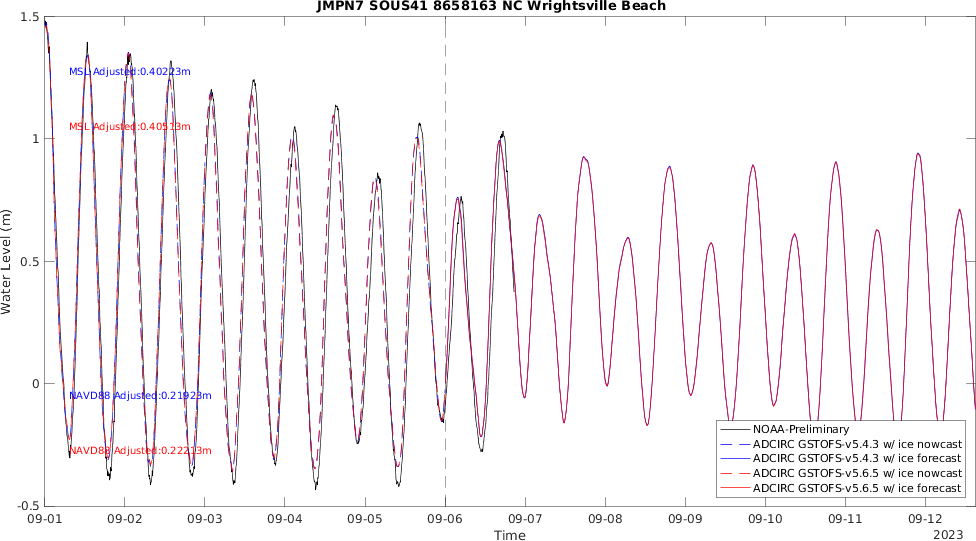 JMPN7 SOUS41 8658163 NC Wrightsville Beach
1.5
MSL Adjusted:0.40223m
MSL Adjusted:0.40513m
1
Water Level (m)
0.5
0
NAVD88 Adjusted:0.21923m
NAVD88 Adjusted:0.22213m
-0.5
NOAA-Preliminary
ADCIRC GSTOFS-v5.4.3 w/ ice nowcast
ADCIRC GSTOFS-v5.4.3 w/ ice forecast
ADCIRC GSTOFS-v5.6.5 w/ ice nowcast
ADCIRC GSTOFS-v5.6.5 w/ ice forecast
09-01 09-02 09-03 09-04 09-05 09-06 09-07 09-08 09-09 09-10 09-11 09-12
Time
2023